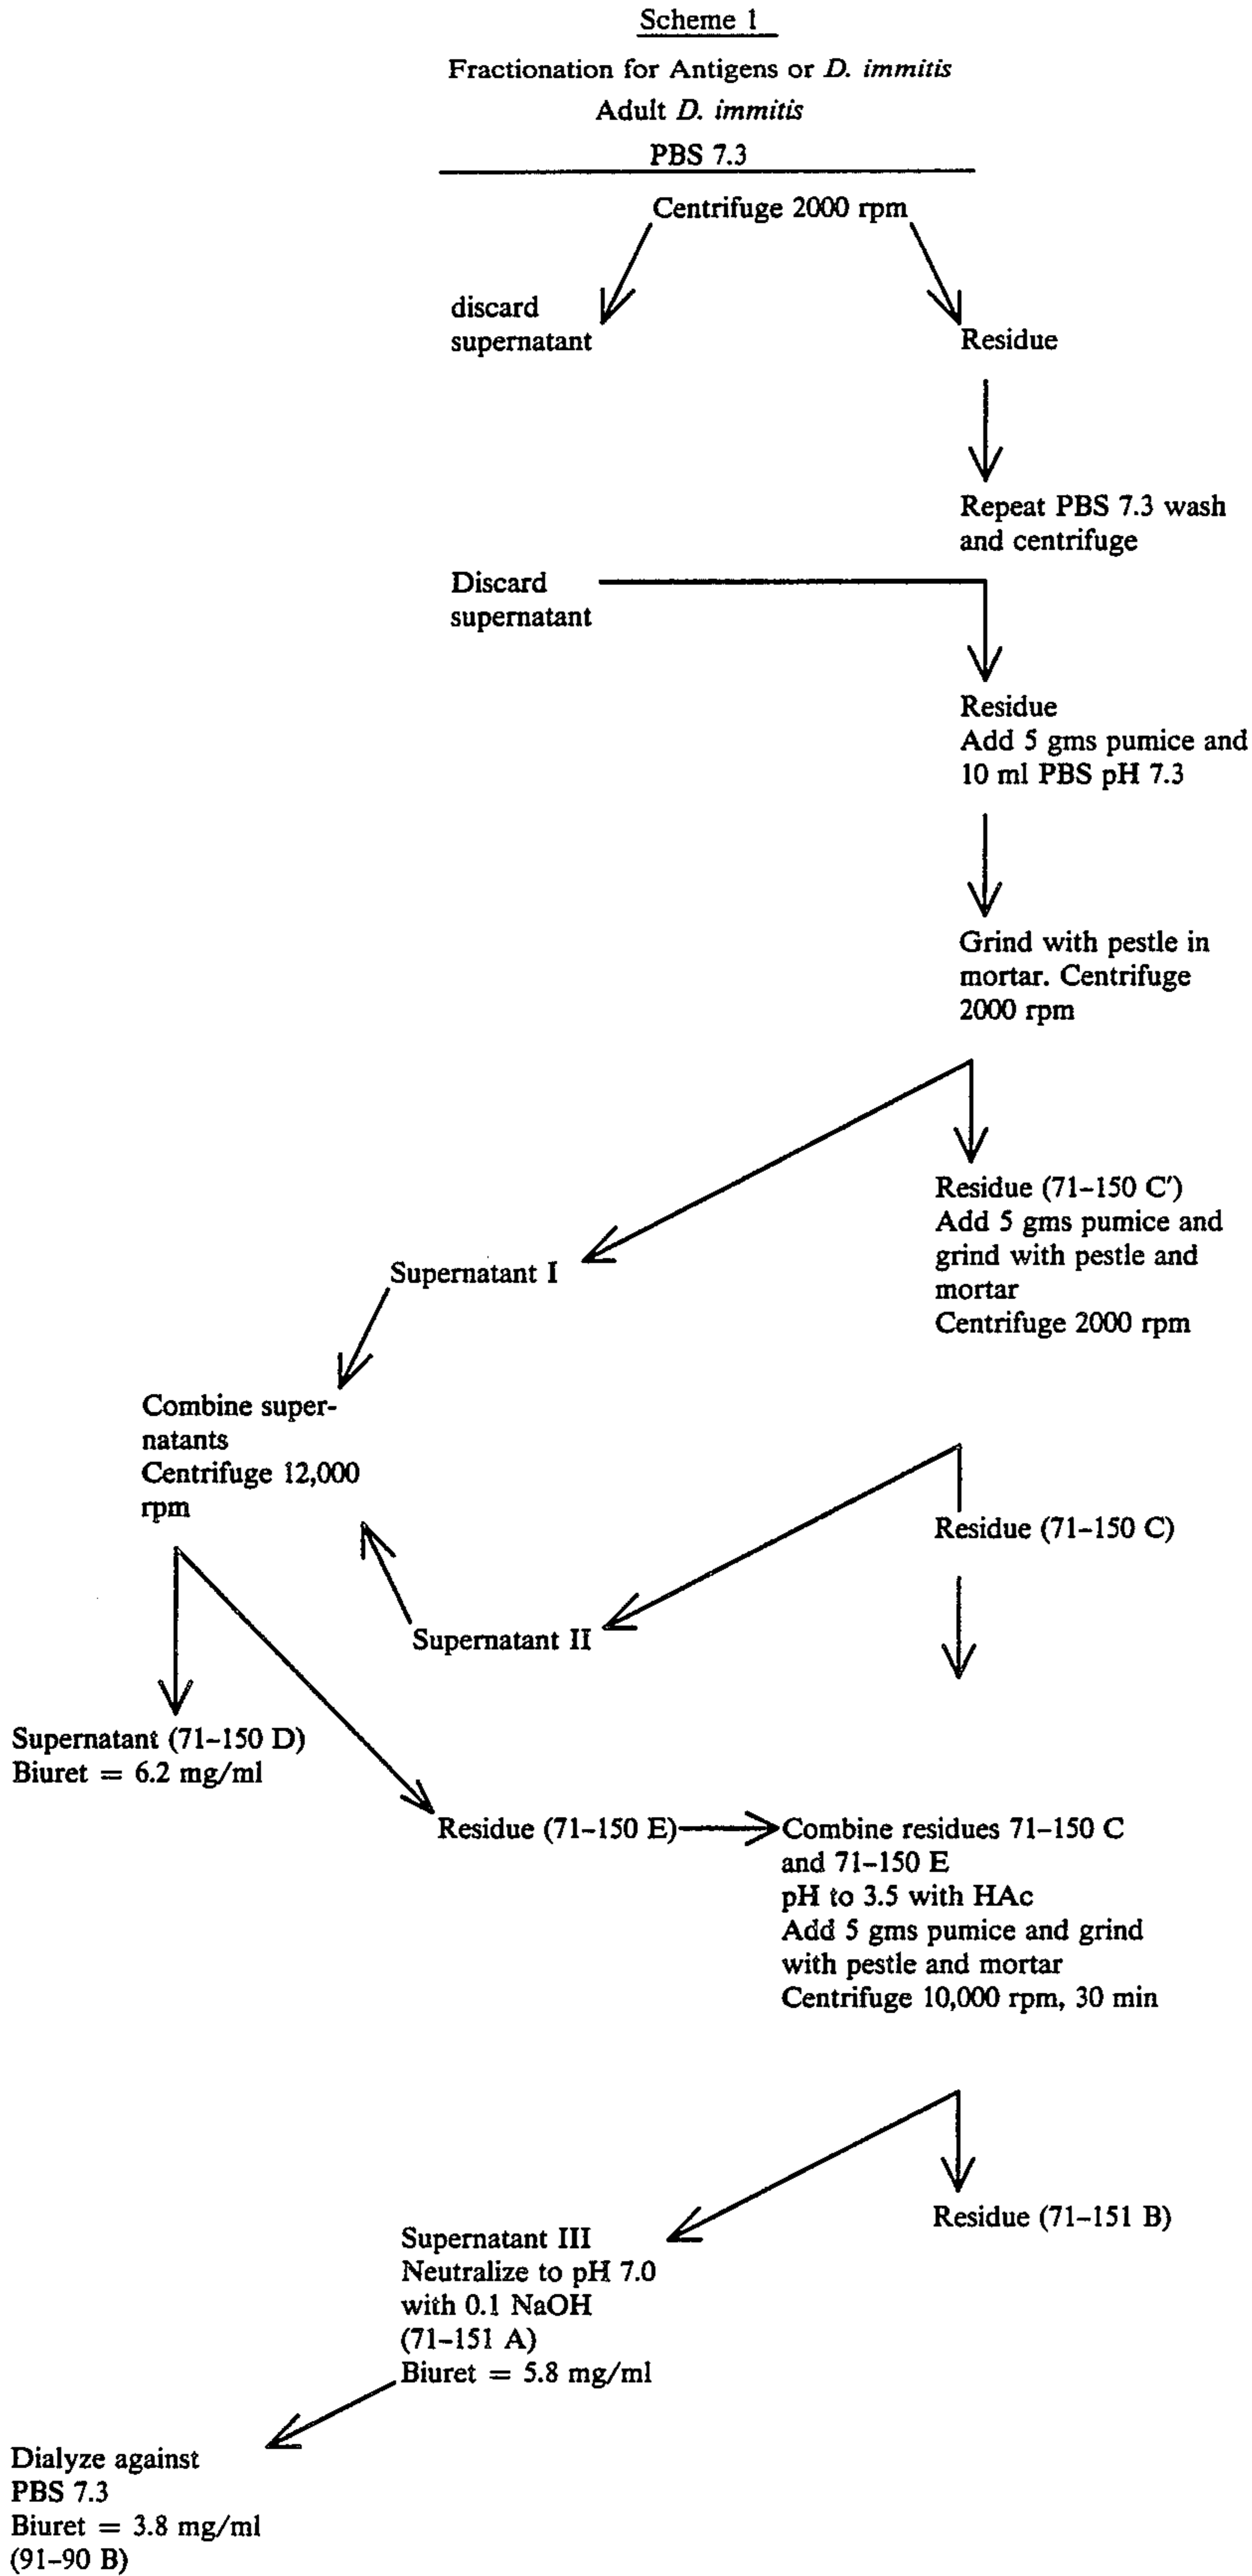 Scheme 1
Fractionation for Antigens or D. immitis
Adult D. immitis
PBS 7.3
Centrifuge 2000 rpm
discard
supernatant
Residue
Repeat PBS 7.3 wash
and centrifuge
Discard
supernatant
Residue
Add 5 gms pumice and
10 ml PBS pH 7.3
Grind with pestle in
mortar. Centrifuge
2000 rpm
Residue (71–150 C')
Add 5 gms pumice and
grind with pestle and
mortar
Centrifuge 2000 rpm
Supernatant I
Combine super-
natants
Centrifuge 12,000
rpm
Residue (71–150 C)
Supernatant II
Supernatant (71–150 D)
Biuret = 6.2 mg/ml
Residue (71–150 E)
Combine residues 71–150 C
and 71–150 E
pH to 3.5 with HAc
Add 5 gms pumice and grind
with pestle and mortar
Centrifuge 10,000 rpm, 30 min
Residue (71–151 B)
Supernatant III
Neutralize to pH 7.0
with 0.1 NaOH
(71–151 A)
Biuret = 5.8 mg/ml
Dialyze against
PBS 7.3
Biuret = 3.8 mg/ml
(91–90 B)